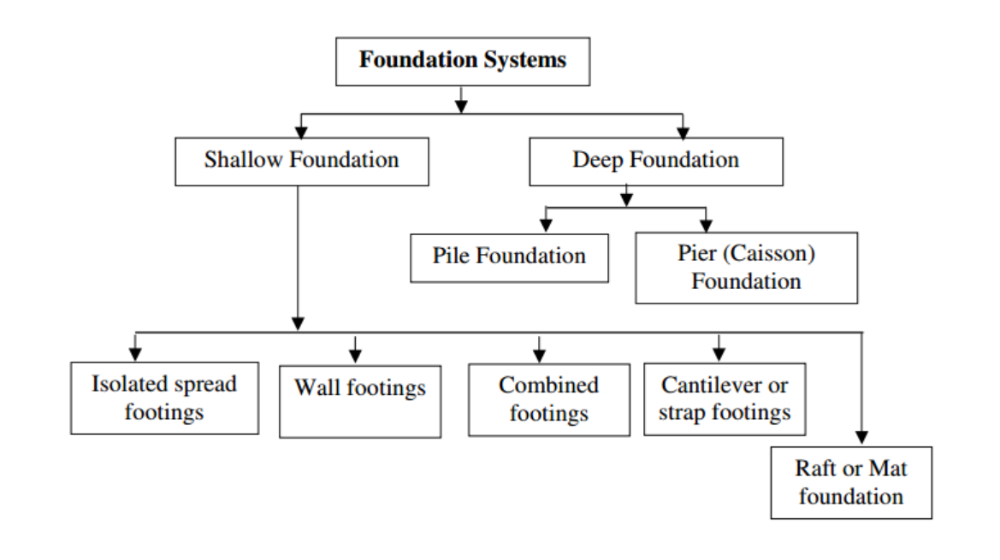 Foundation Systems
Shallow Foundation
Deep Foundation
Pile Foundation
Pier (Caisson)
Foundation
Isolated spread
footings
Wall footings
Combined
footings
Cantilever or
strap footings
Raft or Mat
foundation